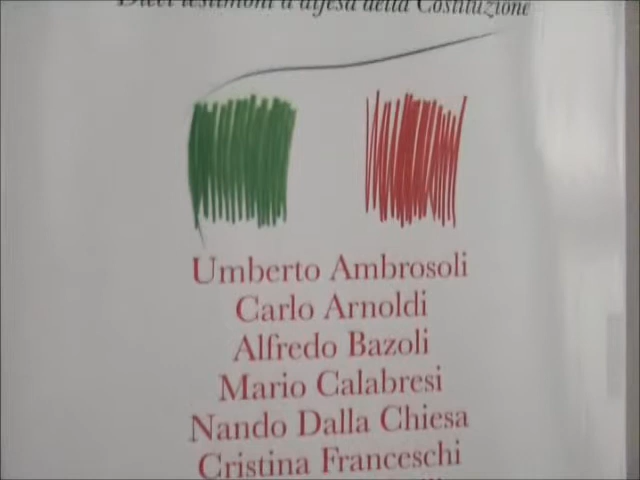 Dieci testimoni a difesa della Costituzione
Umberto Ambrosoli
Carlo Arnoldi
Alfredo Bazoli
Mario Calabresi
Nando Dalla Chiesa
Cristina Franceschi